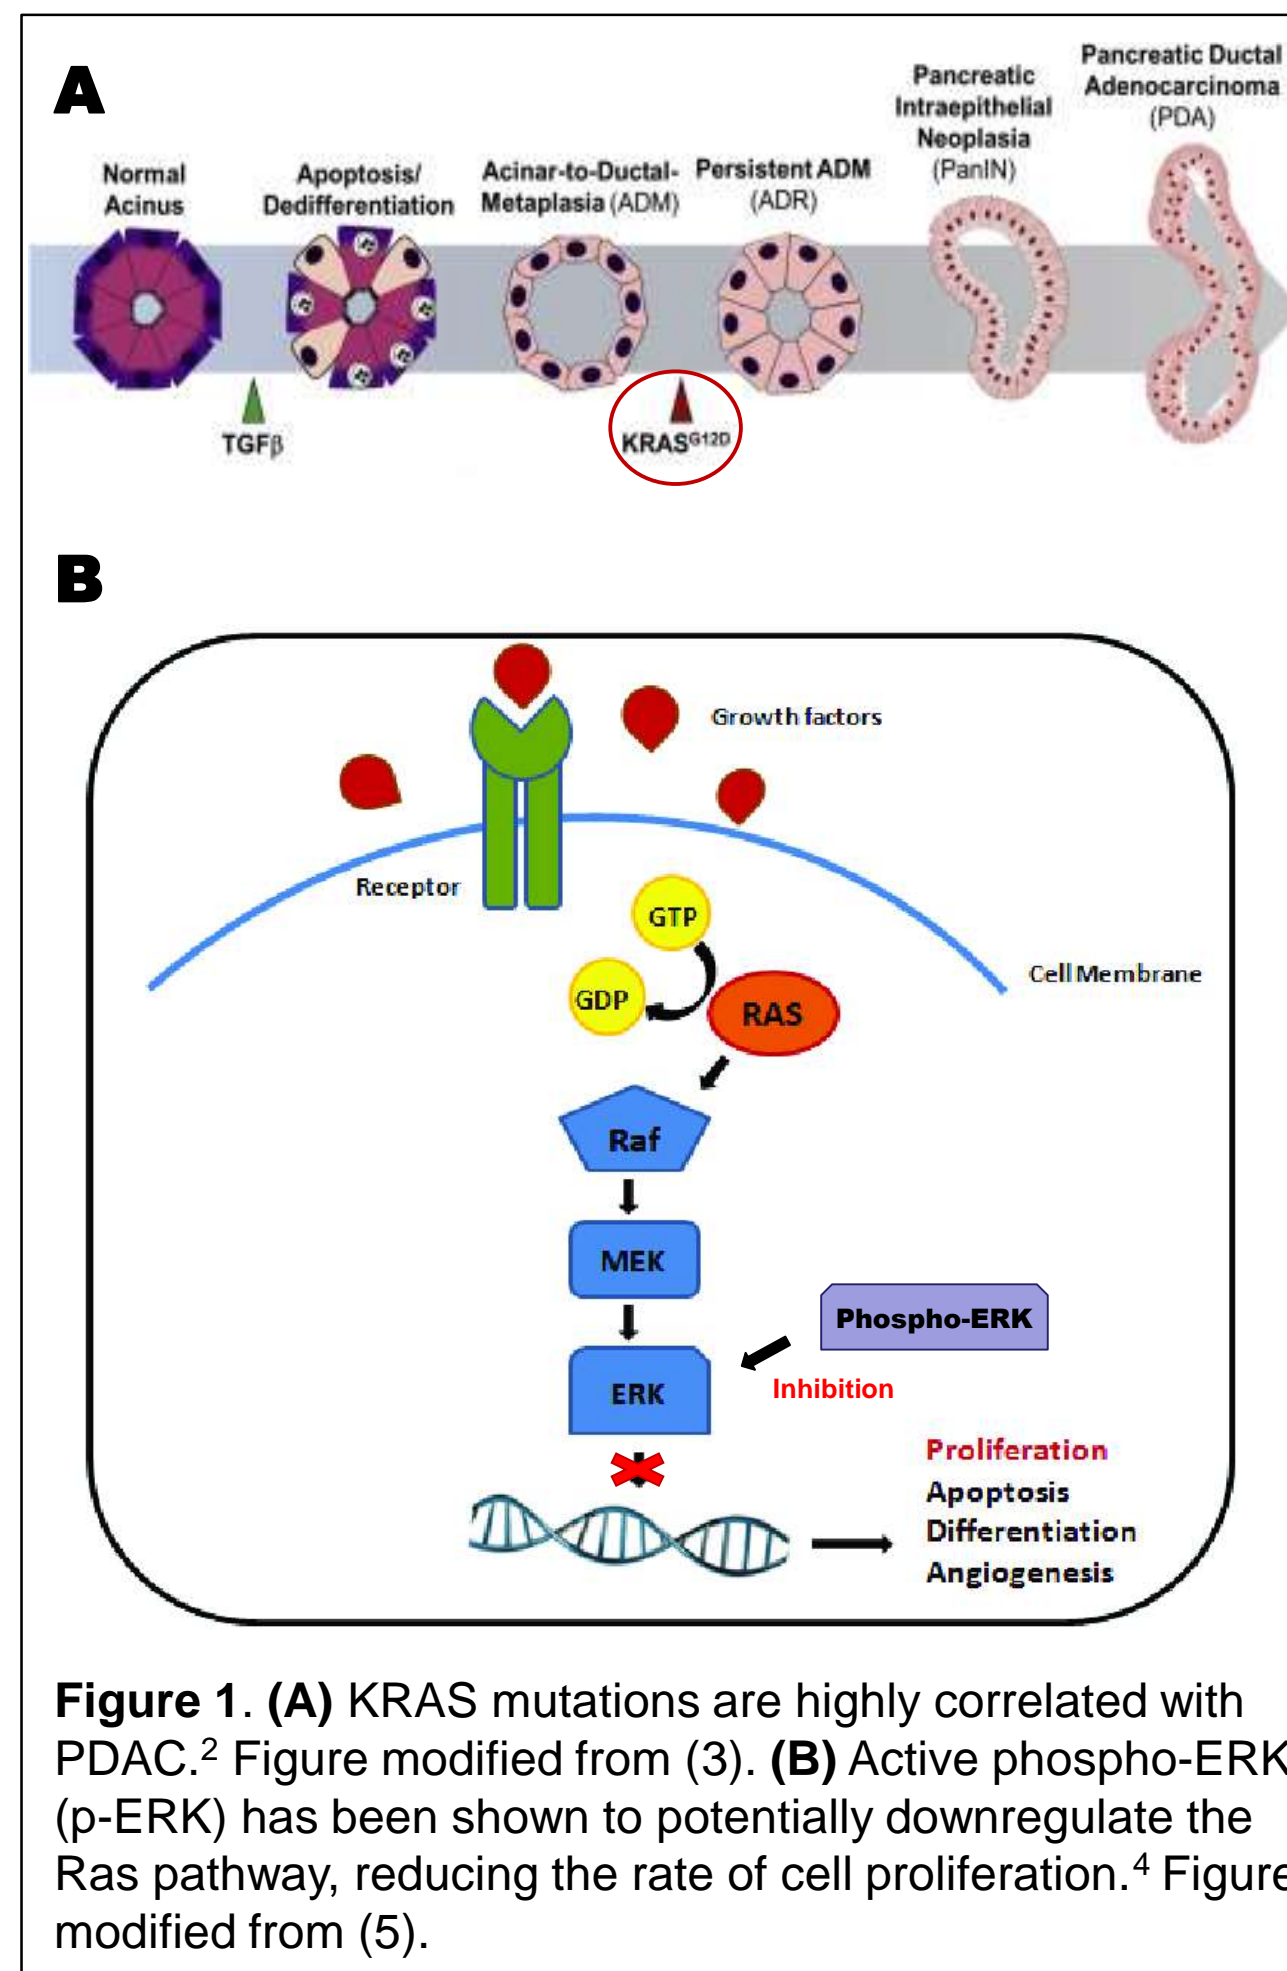 A
Normal
Acinus
Apoptosis/
Dedifferentiation
Acinar-to-Ductal-
Metaplasia (ADM)
Persistent ADM
(ADR)
Pancreatic
Intraepithelial
Neoplasia
(PanIN)
Pancreatic Ductal
Adenocarcinoma
(PDA)
TGFβ
KRASᴳ¹²ᴰ
B
Growth factors
Receptor
GTP
Cell Membrane
GDP
RAS
Raf
MEK
Phospho-ERK
ERK
Inhibition
Proliferation
Apoptosis
Differentiation
Angiogenesis
Figure 1. (A) KRAS mutations are highly correlated with
PDAC.² Figure modified from (3). (B) Active phospho-ERK
(p-ERK) has been shown to potentially downregulate the
Ras pathway, reducing the rate of cell proliferation.⁴ Figure
modified from (5).